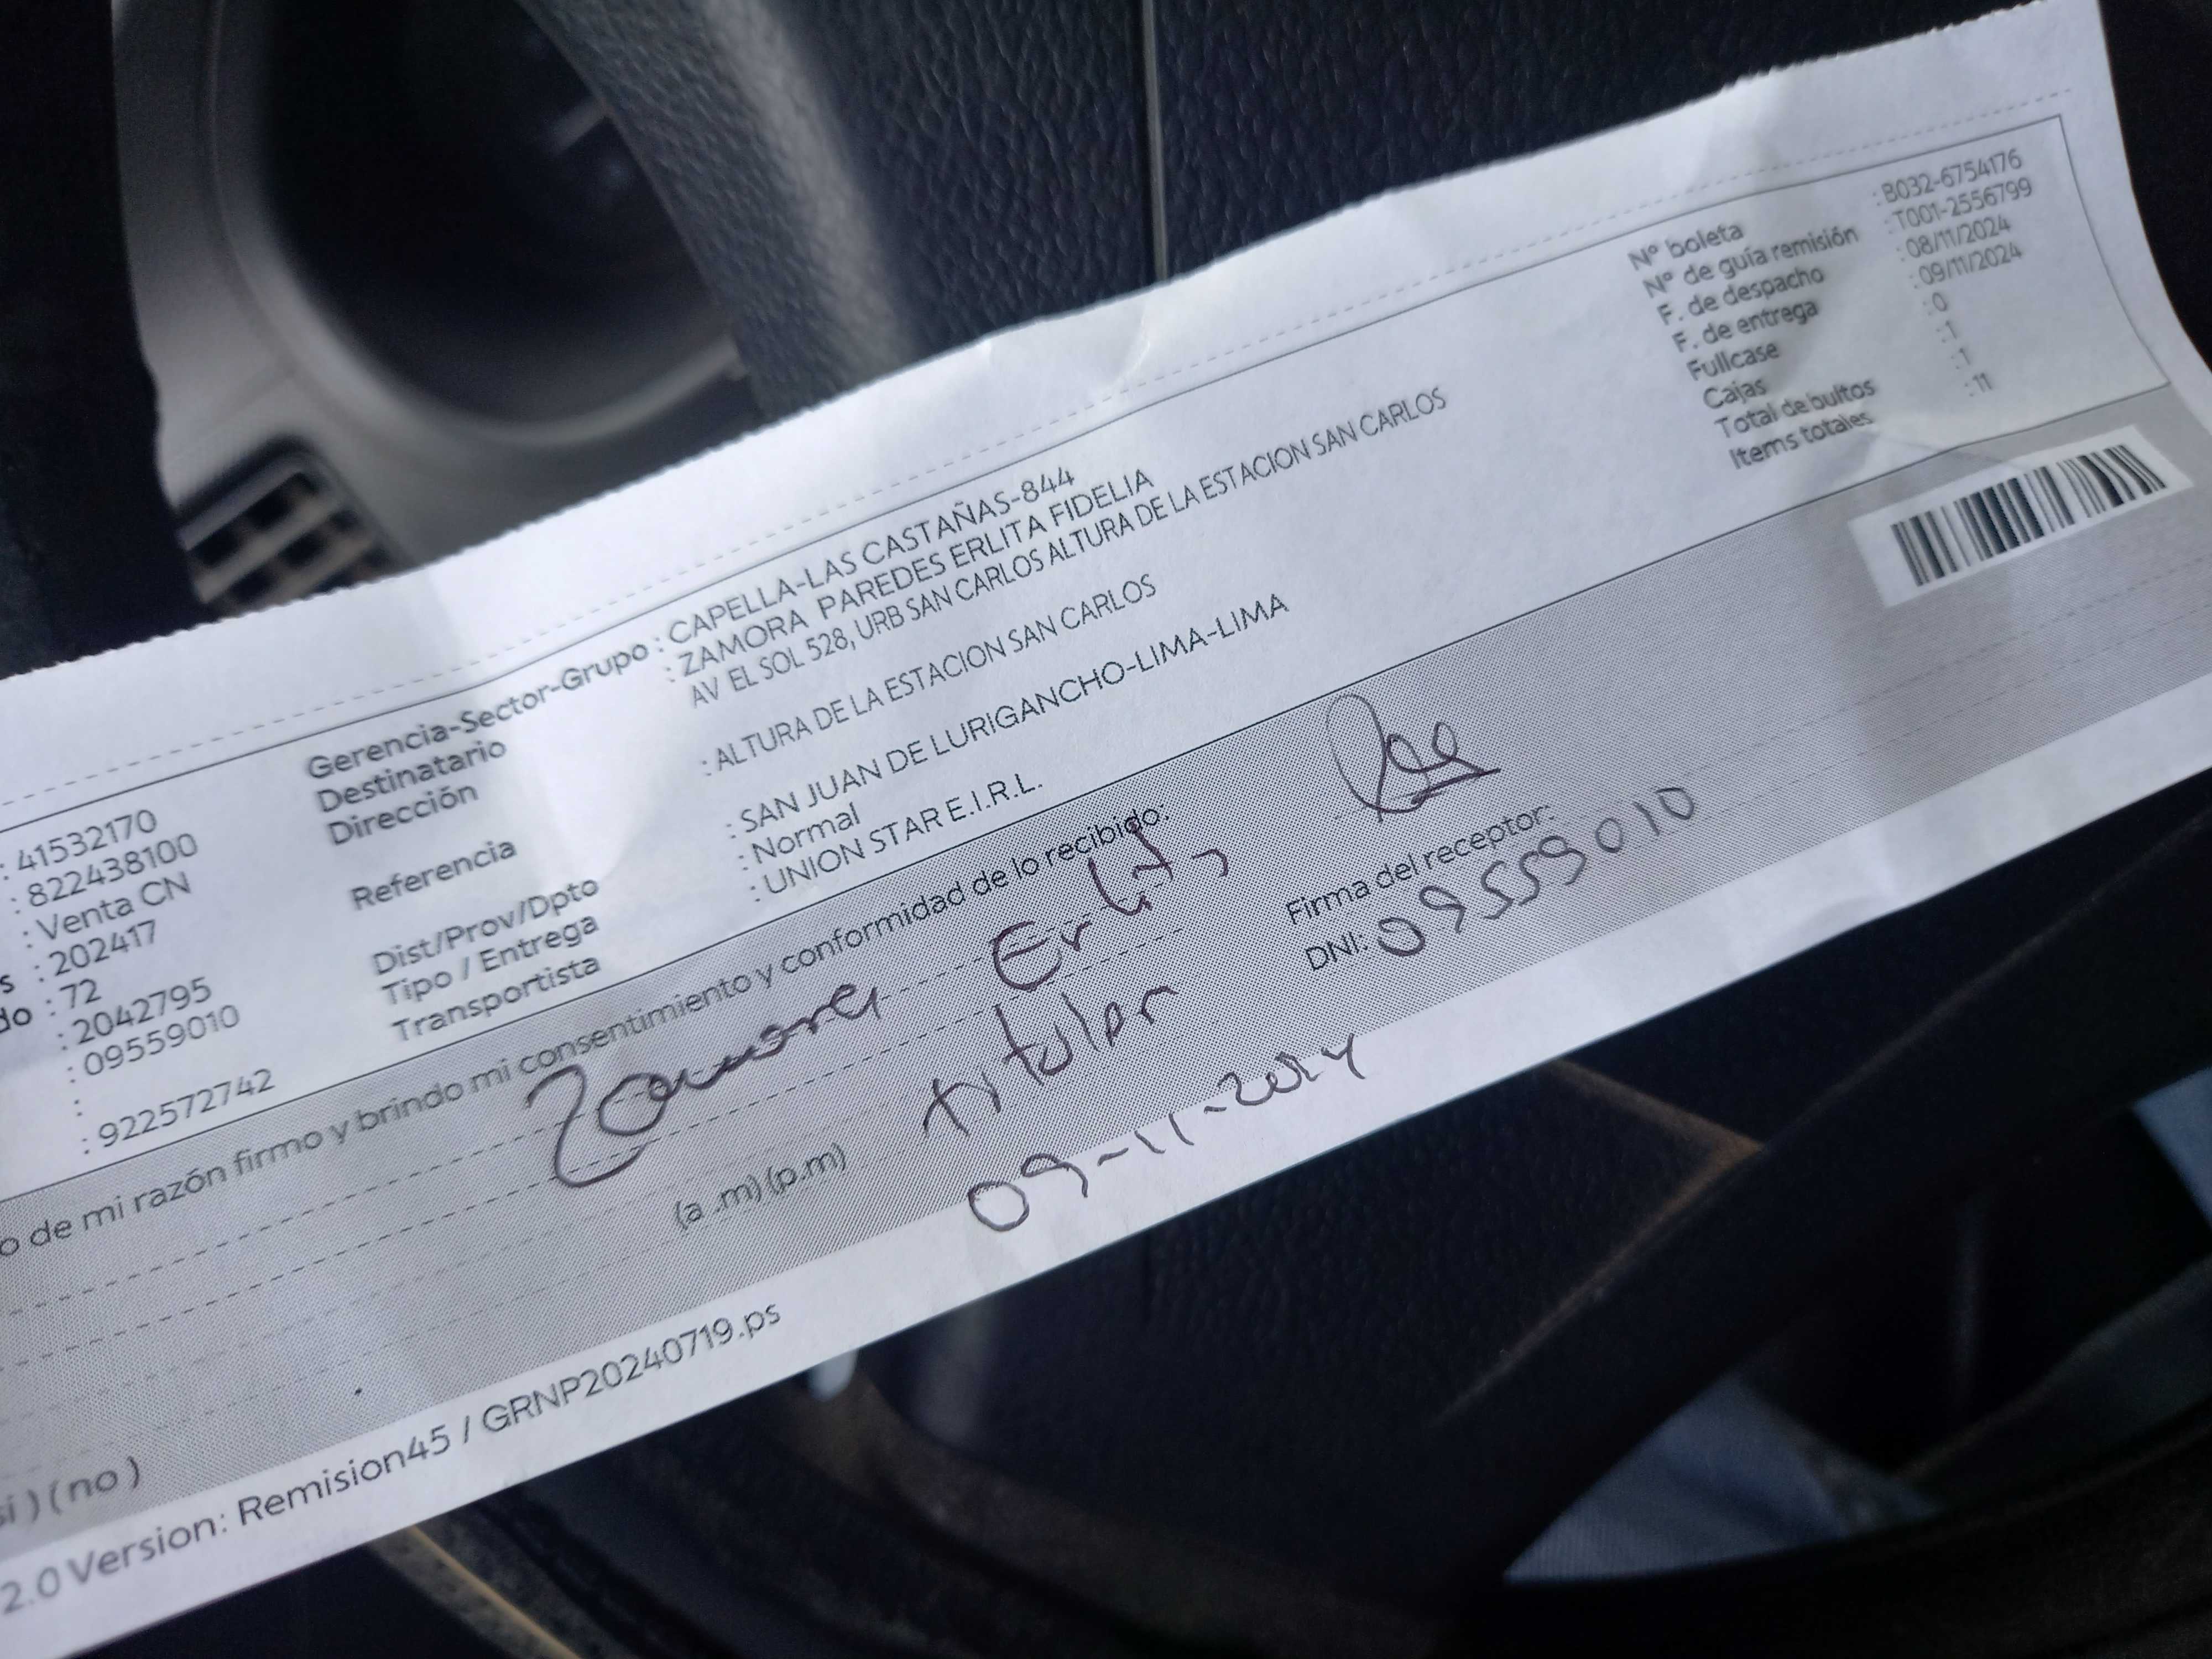 : 41532170
: 822438100
: Venta CN
s : 202417
do : 72
: 2042795
: 09559010
:
: 922572742
Gerencia-Sector-Grupo : CAPELLA-LAS CASTAÑAS-844
Destinatario : ZAMORA PAREDES ERLITA FIDELIA
Dirección AV EL SOL 528, URB SAN CARLOS ALTURA DE LA ESTACION SAN CARLOS
Referencia : ALTURA DE LA ESTACION SAN CARLOS
Dist/Prov/Dpto : SAN JUAN DE LURIGANCHO-LIMA-LIMA
Tipo / Entrega : Normal
Transportista : UNION STAR E.I.R.L.
Nº boleta : B032-6754176
Nº de guía remisión : T001-2556799
F. de despacho : 08/11/2024
F. de entrega : 09/11/2024
Fullcase : 0
Cajas : 1
Total de bultos : 1
Items totales : 11
o de mi razón firmo y brindo mi consentimiento y conformidad de lo recibido:
Zamora Erlita
titular
(a .m) (p.m)
09-11-2024
Firma del receptor:
DNI: 09559010
si ) ( no )
2.0 Version: Remision45 / GRNP20240719.ps